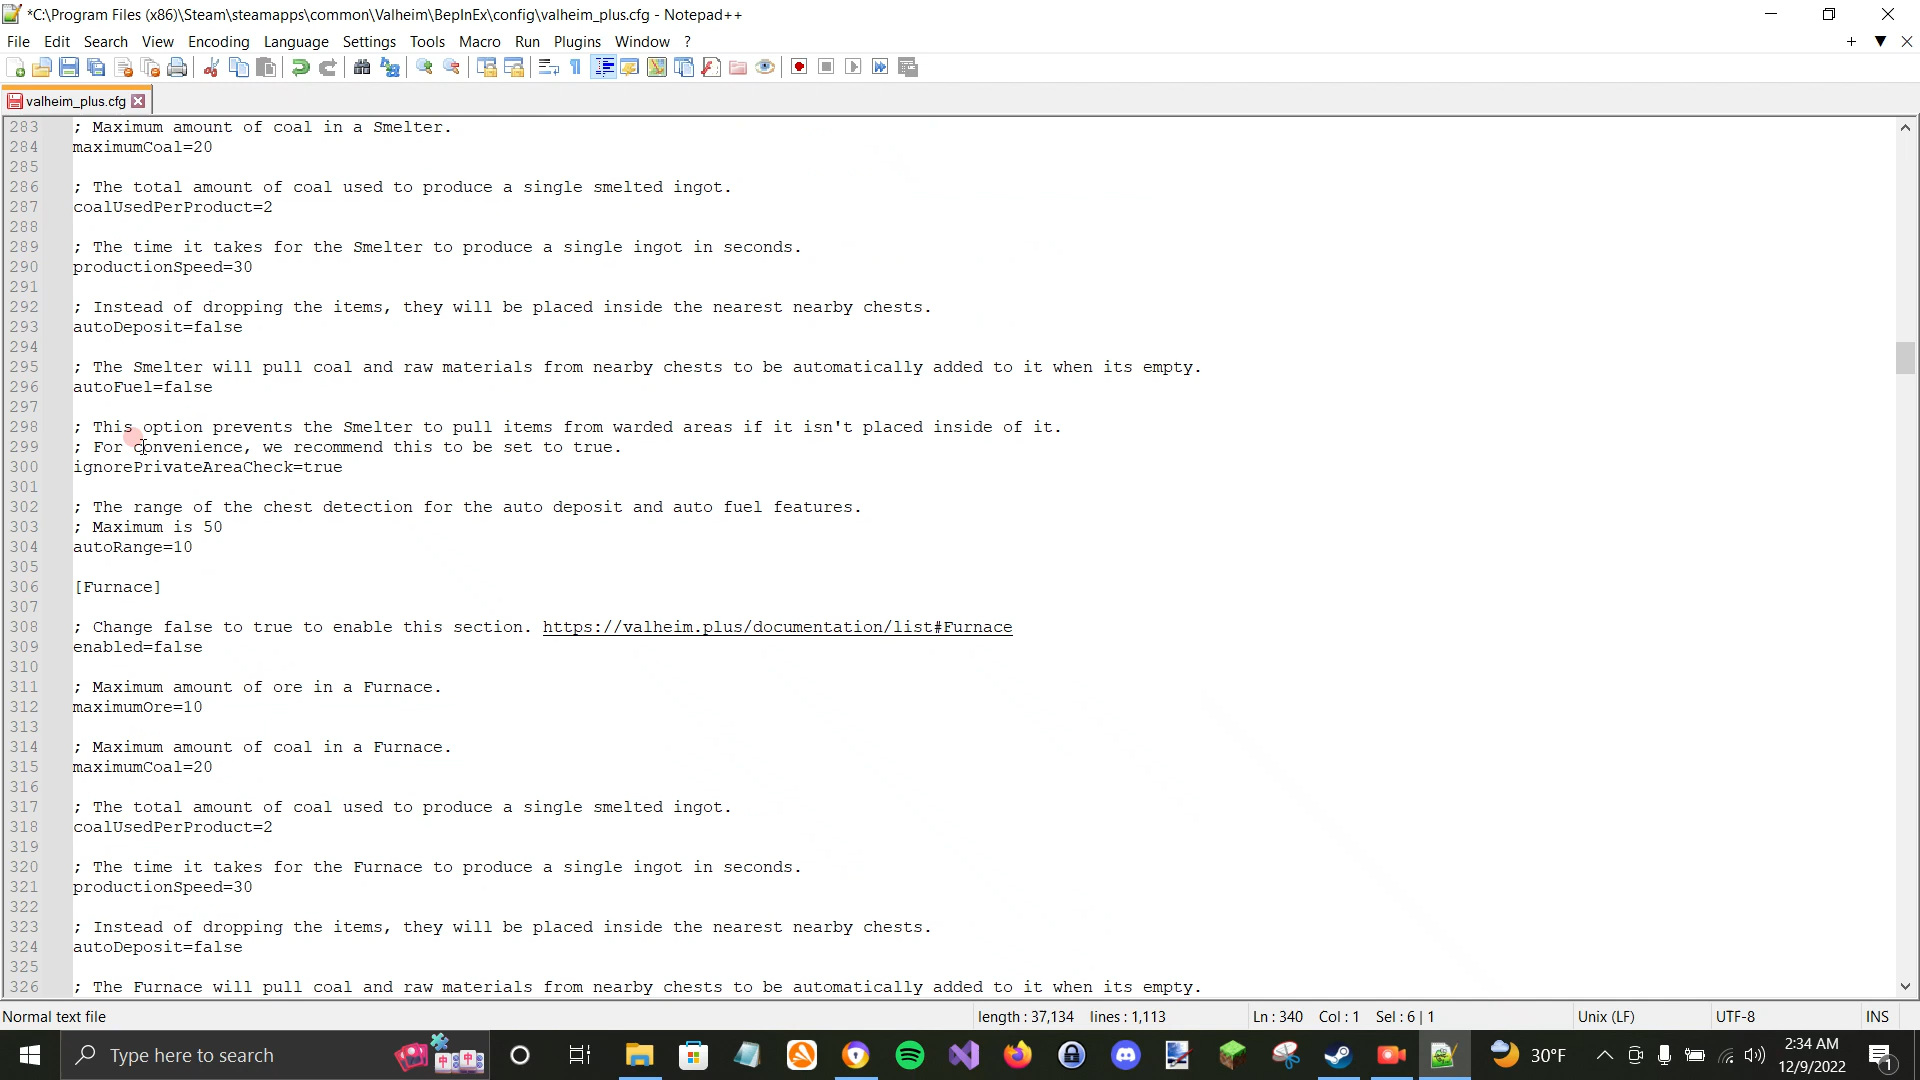 *C:\Program Files (x86)\Steam\steamapps\common\Valheim\BepInEx\config\valheim_plus.cfg - Notepad++
File Edit Search View Encoding Language Settings Tools Macro Run Plugins Window ?
valheim_plus.cfg
283 ; Maximum amount of coal in a Smelter.
284 maximumCoal=20
285
286 ; The total amount of coal used to produce a single smelted ingot.
287 coalUsedPerProduct=2
288
289 ; The time it takes for the Smelter to produce a single ingot in seconds.
290 productionSpeed=30
291
292 ; Instead of dropping the items, they will be placed inside the nearest nearby chests.
293 autoDeposit=false
294
295 ; The Smelter will pull coal and raw materials from nearby chests to be automatically added to it when its empty.
296 autoFuel=false
297
298 ; This option prevents the Smelter to pull items from warded areas if it isn't placed inside of it.
299 ; For convenience, we recommend this to be set to true.
300 ignorePrivateAreaCheck=true
301
302 ; The range of the chest detection for the auto deposit and auto fuel features.
303 ; Maximum is 50
304 autoRange=10
305
306 [Furnace]
307
308 ; Change false to true to enable this section. https://valheim.plus/documentation/list#Furnace
309 enabled=false
310
311 ; Maximum amount of ore in a Furnace.
312 maximumOre=10
313
314 ; Maximum amount of coal in a Furnace.
315 maximumCoal=20
316
317 ; The total amount of coal used to produce a single smelted ingot.
318 coalUsedPerProduct=2
319
320 ; The time it takes for the Furnace to produce a single ingot in seconds.
321 productionSpeed=30
322
323 ; Instead of dropping the items, they will be placed inside the nearest nearby chests.
324 autoDeposit=false
325
326 ; The Furnace will pull coal and raw materials from nearby chests to be automatically added to it when its empty.
Normal text file length : 37,134 lines : 1,113 Ln : 340 Col : 1 Sel : 6 | 1 Unix (LF) UTF-8 INS
Type here to search 30°F 2:34 AM
12/9/2022 1